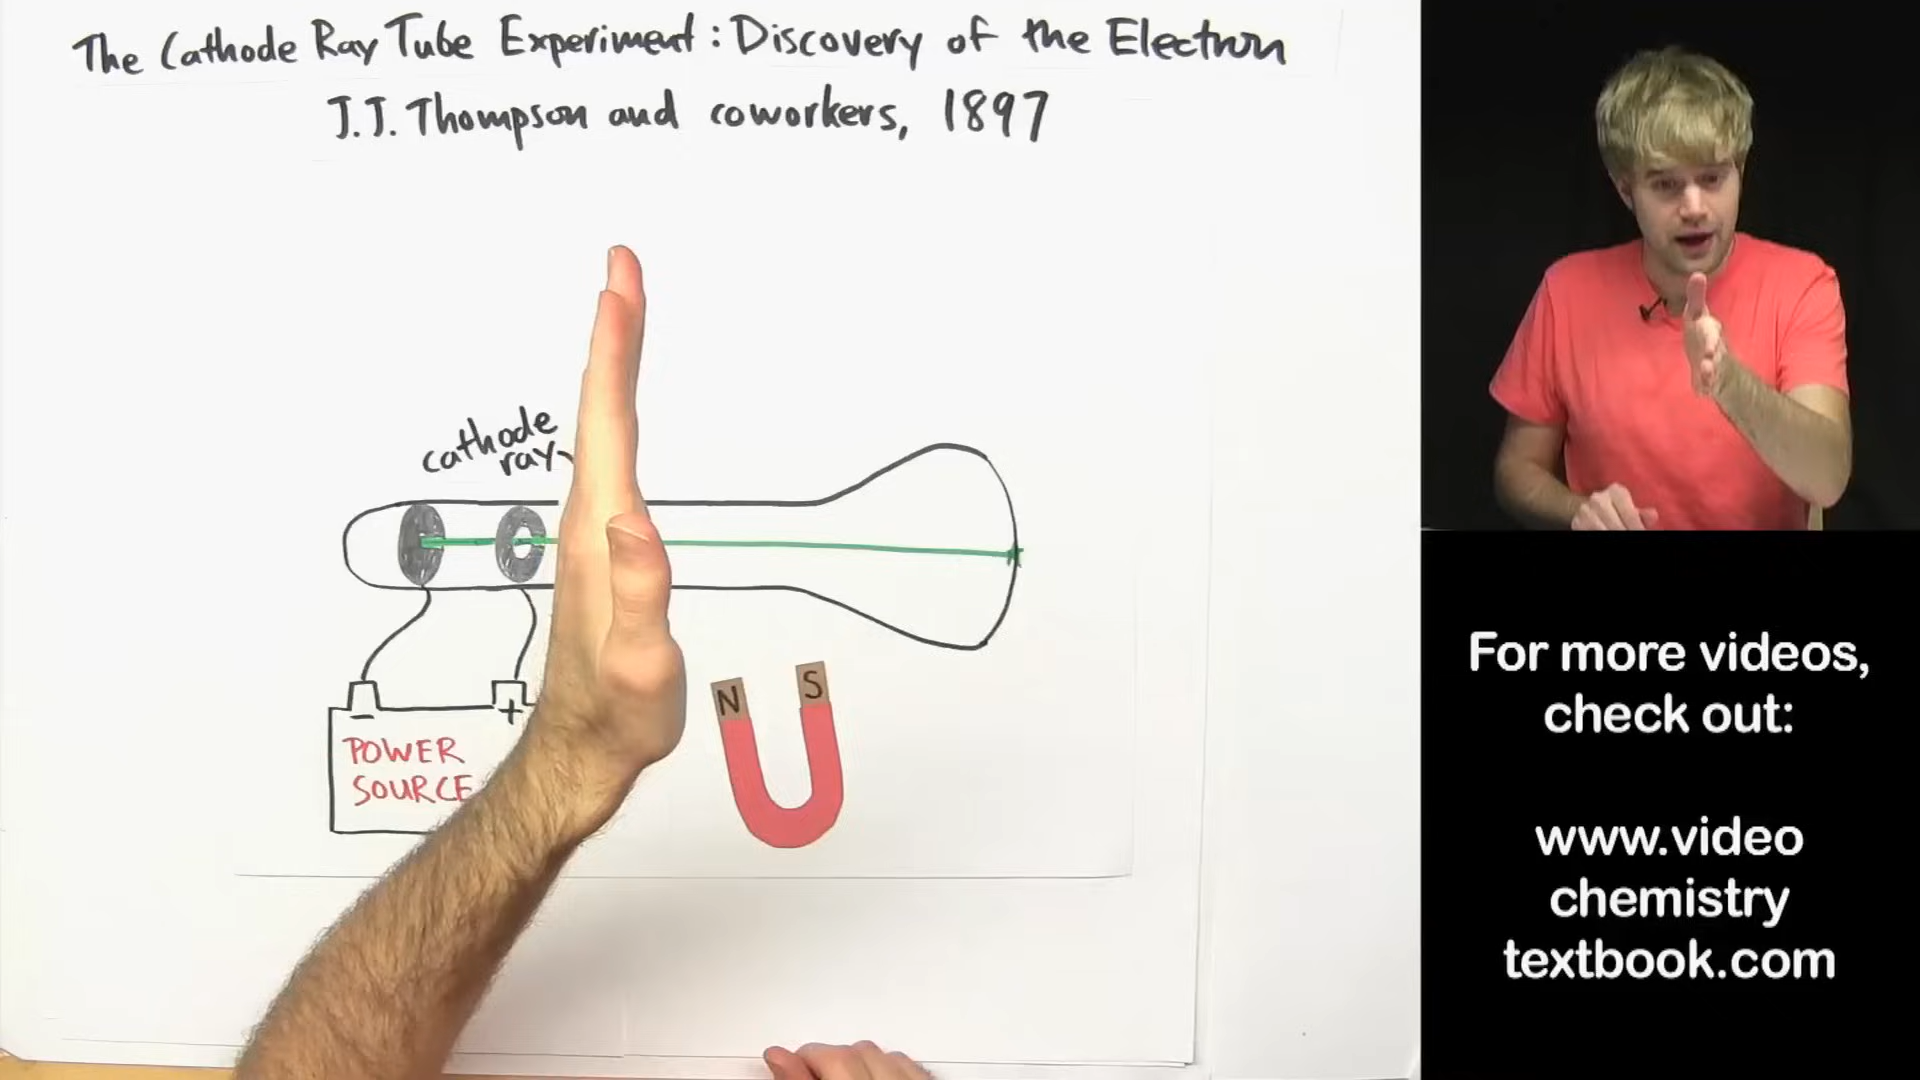 The Cathode Ray Tube Experiment: Discovery of the Electron
J.J. Thompson and coworkers, 1897
cathode
ray
N
S
-
+
POWER
SOURCE
For more videos,
check out:
www.video
chemistry
textbook.com